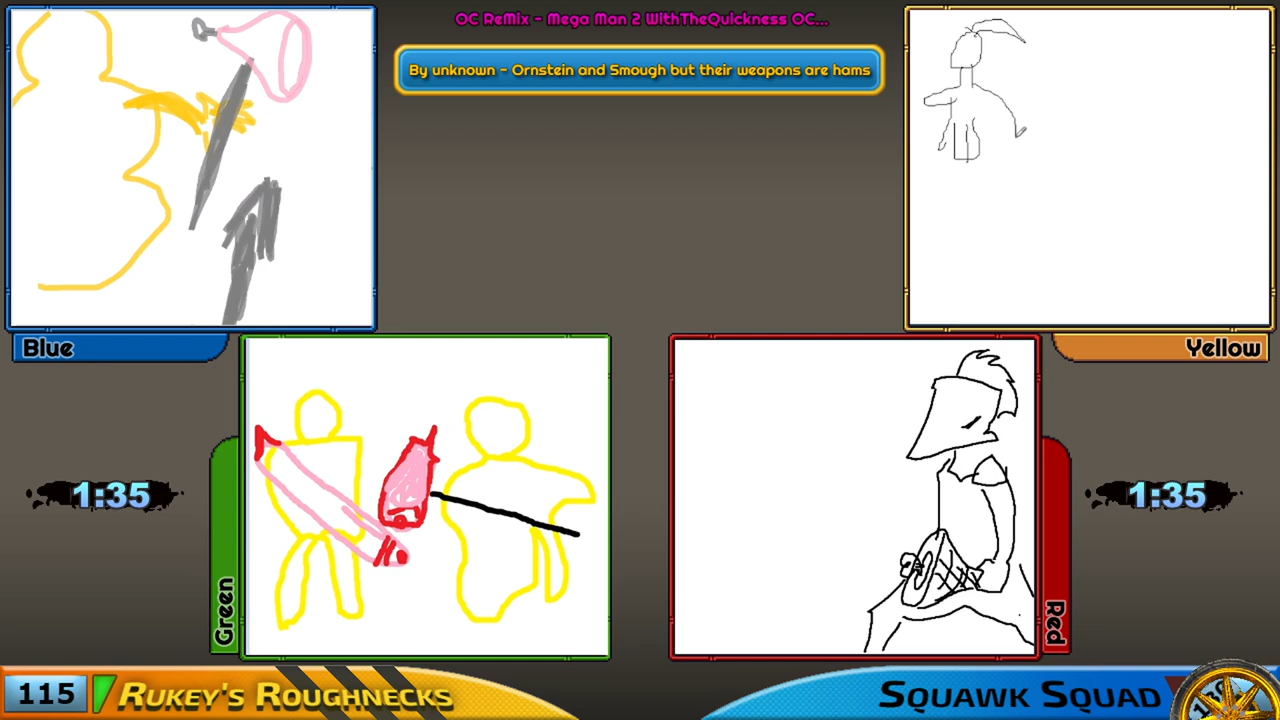 OC ReMix - Mega Man 2 WithTheQuickness OC...
By unknown - Ornstein and Smough but their weapons are hams
Blue
Yellow
1:35
1:35
Green
Red
115
Rukey's Roughnecks
Squawk Squad